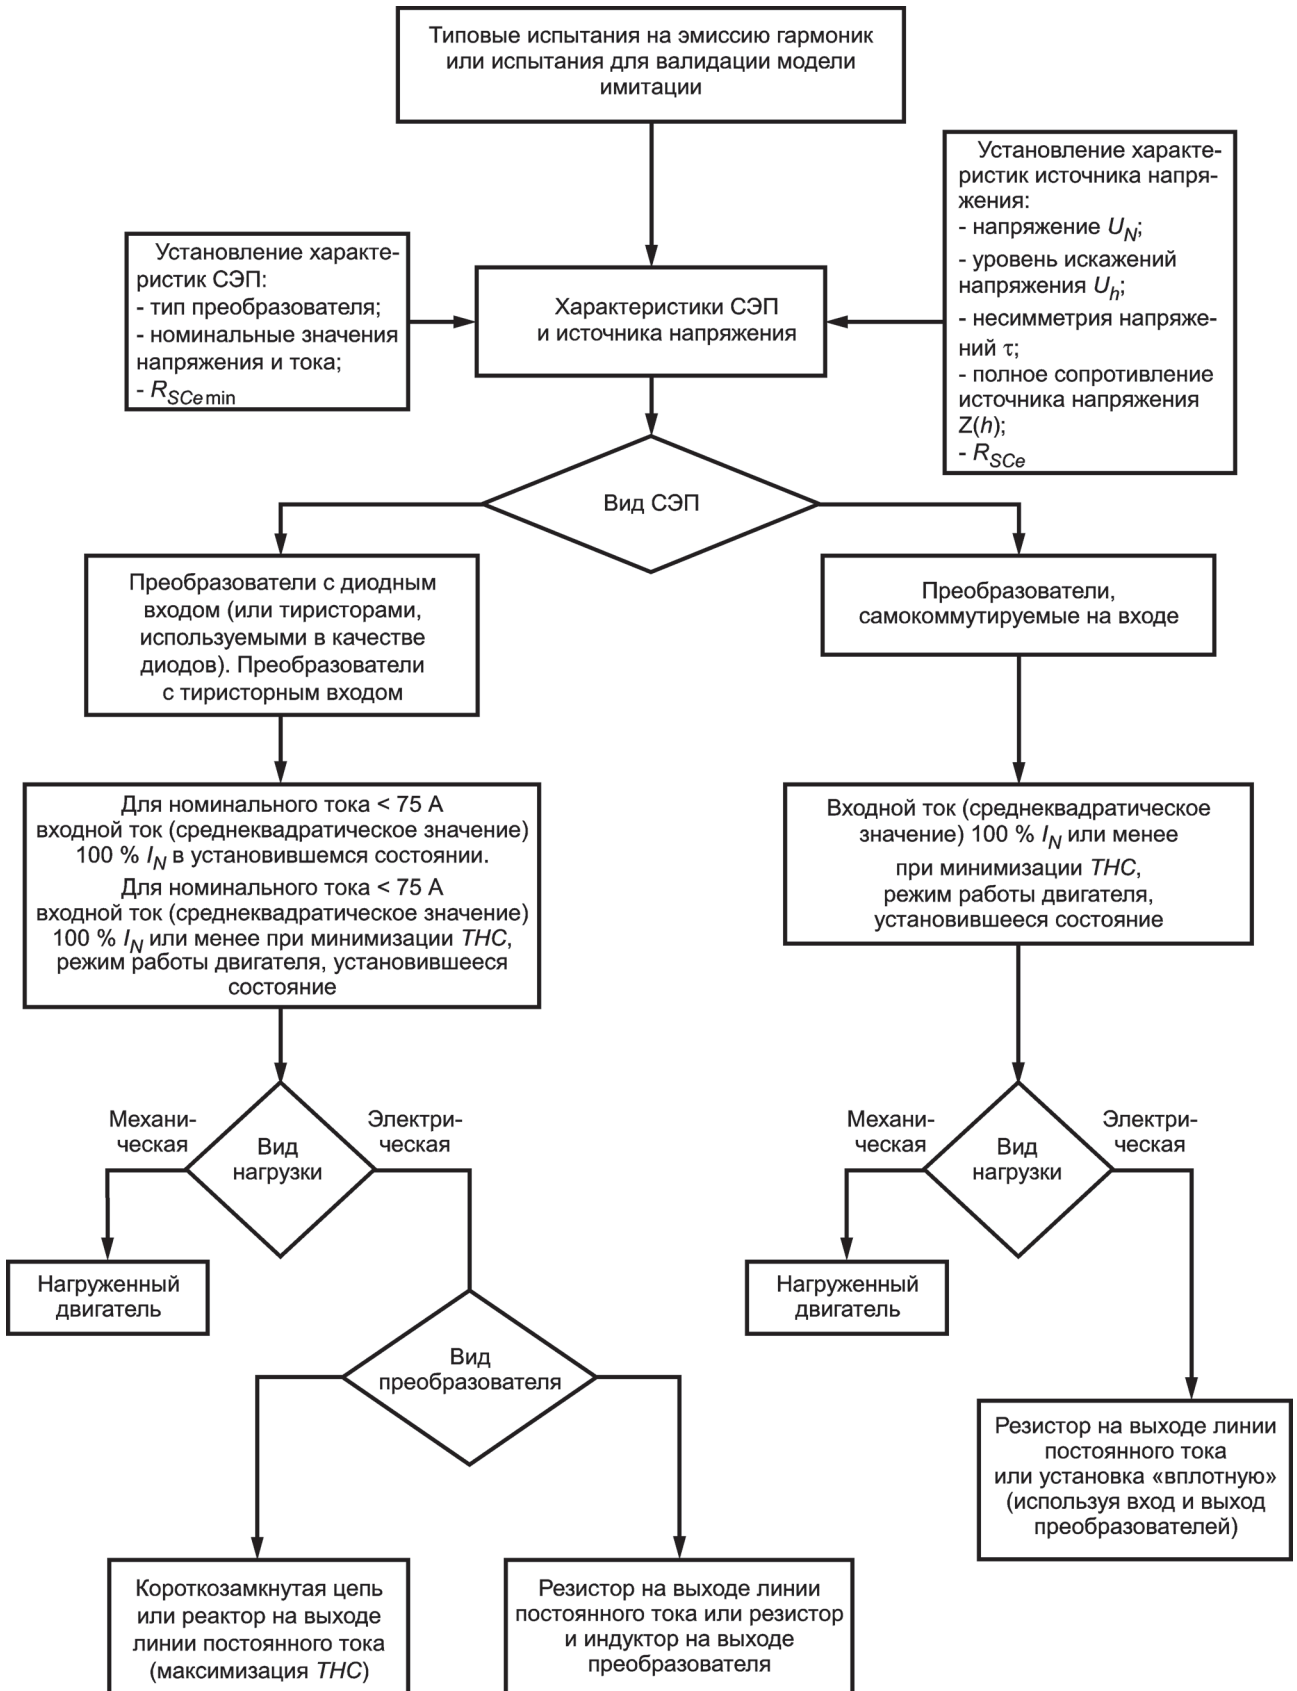 Типовые испытания на эмиссию гармоник
или испытания для валидации модели
имитации
Установление характе-
ристик источника напря-
жения:
- напряжение U_N;
- уровень искажений
напряжения U_h;
- несимметрия напряже-
ний τ;
- полное сопротивление
источника напряжения
Z(h);
- R_SCe
Установление характе-
ристик СЭП:
- тип преобразователя;
- номинальные значения
напряжения и тока;
- R_SCe min
Характеристики СЭП
и источника напряжения
Вид СЭП
Преобразователи с диодным
входом (или тиристорами,
используемыми в качестве
диодов). Преобразователи
с тиристорным входом
Преобразователи,
самокоммутируемые на входе
Для номинального тока < 75 А
входной ток (среднеквадратическое значение)
100 % I_N в установившемся состоянии.
Для номинального тока < 75 А
входной ток (среднеквадратическое значение)
100 % I_N или менее при минимизации THC,
режим работы двигателя, установившееся
состояние
Входной ток (среднеквадратическое
значение) 100 % I_N или менее
при минимизации THC,
режим работы двигателя,
установившееся состояние
Механи-
ческая
Электри-
ческая
Вид
нагрузки
Механи-
ческая
Электри-
ческая
Вид
нагрузки
Нагруженный
двигатель
Нагруженный
двигатель
Вид
преобразователя
Резистор на выходе линии
постоянного тока
или установка «вплотную»
(используя вход и выход
преобразователей)
Короткозамкнутая цепь
или реактор на выходе
линии постоянного тока
(максимизация THC)
Резистор на выходе линии
постоянного тока или резистор
и индуктор на выходе
преобразователя